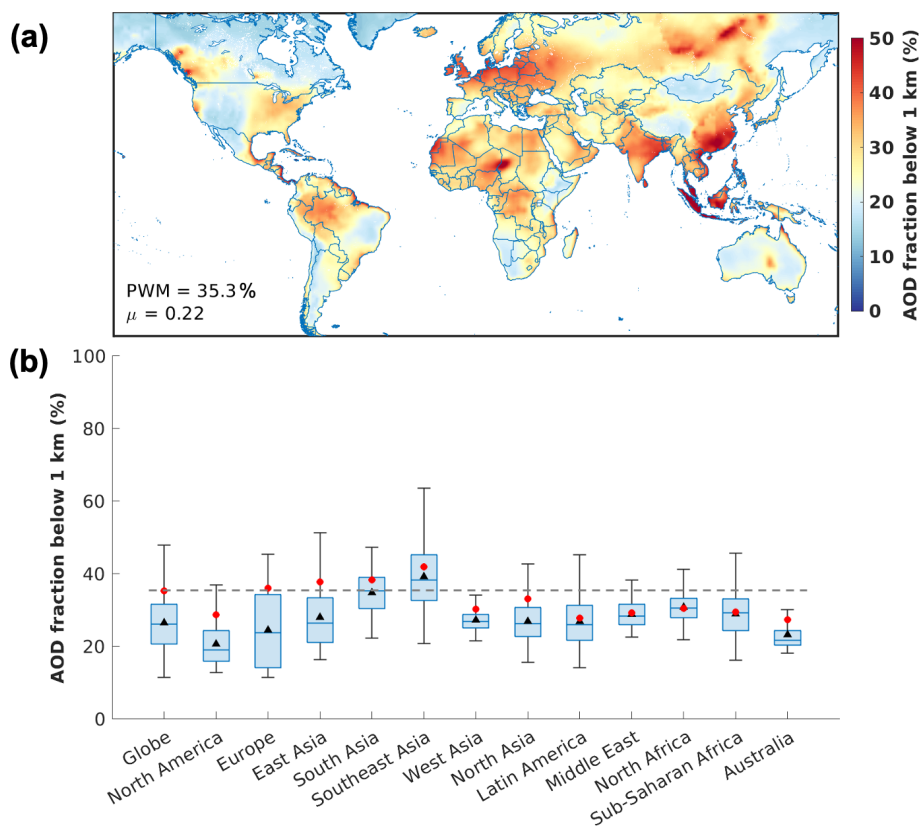 (a)
PWM = 35.3%
μ = 0.22
50
40
30
20
10
0
AOD fraction below 1 km (%)
(b)
100
80
60
40
20
0
AOD fraction below 1 km (%)
Globe
North America
Europe
East Asia
South Asia
Southeast Asia
West Asia
North Asia
Latin America
Middle East
North Africa
Sub-Saharan Africa
Australia